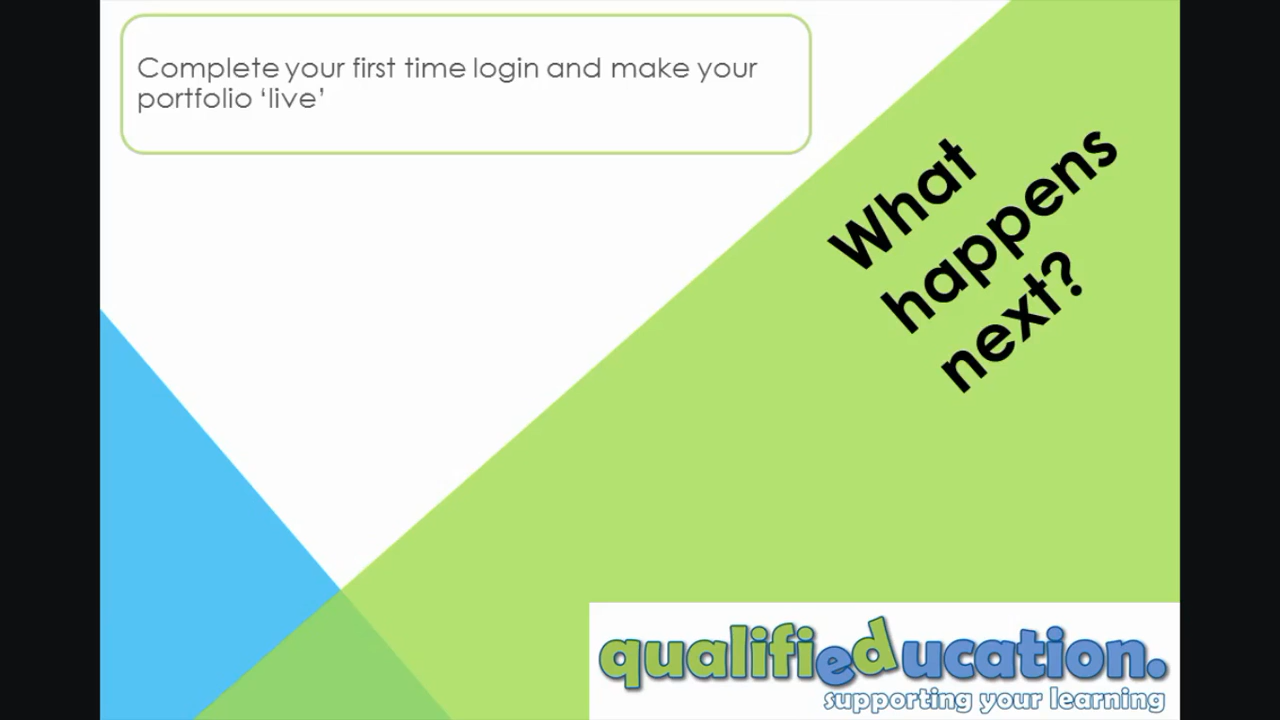 Complete your first time login and make your
portfolio ‘live’
What
happens
next?
qualifieducation.
supporting your learning